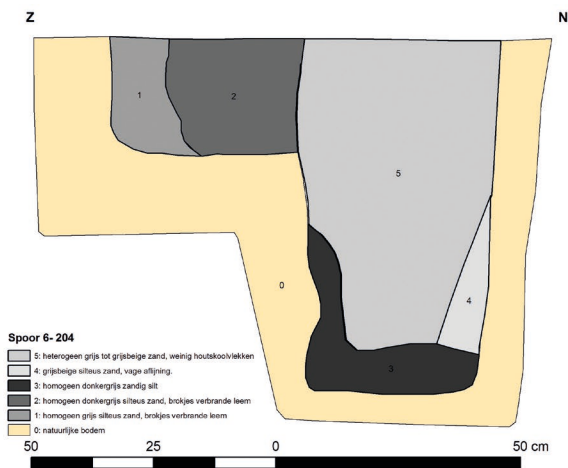 Z N
1
2
5
0
4
3
Spoor 6- 204
5: heterogeen grijs tot grijsbeige zand, weinig houtskoolvlekken
4: grijsbeige silteus zand, vage aflijning.
3: homogeen donkergrijs zandig silt
2: homogeen donkergrijs silteus zand, brokjes verbrande leem
1: homogeen grijs silteus zand, brokjes verbrande leem
0: natuurlijke bodem
50 25 0 50 cm